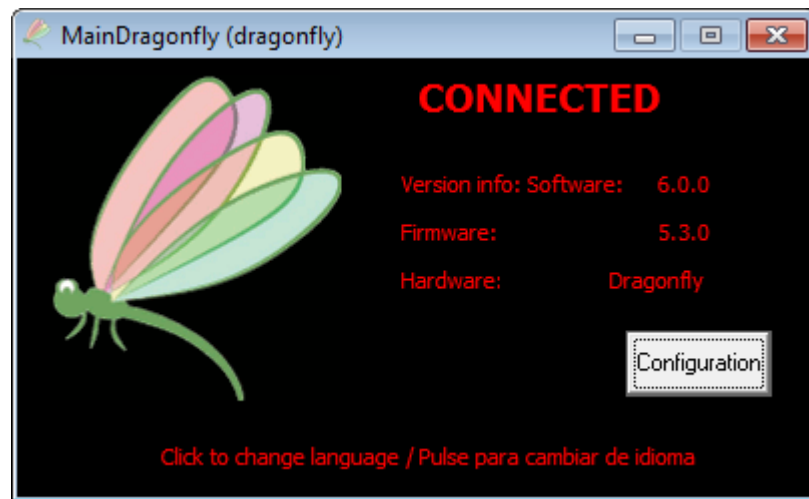 MainDragonfly (dragonfly)
CONNECTED
Version info: Software: 6.0.0
Firmware: 5.3.0
Hardware: Dragonfly
Configuration
Click to change language / Pulse para cambiar de idioma